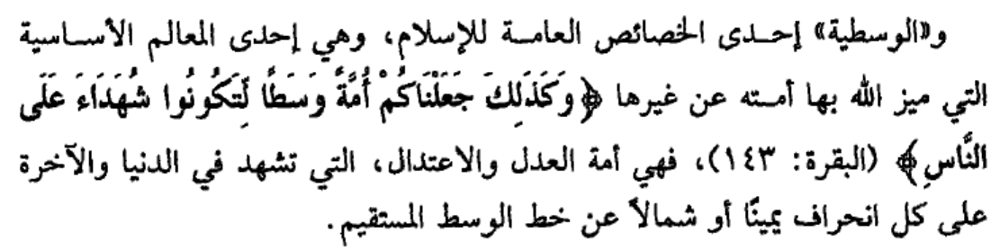 و«الوسطية» إحدى الخصائص العامة للإسلام، وهي إحدى المعالم الأساسية
التي ميز الله بها أمته عن غيرها ﴿وَكَذَلِكَ جَعَلْنَاكُمْ أُمَّةً وَسَطًا لِّتَكُونُوا شُهَدَاءَ عَلَى
النَّاسِ﴾ (البقرة: ١٤٣)، فهي أمة العدل والاعتدال، التي تشهد في الدنيا والآخرة
على كل انحراف يمينًا أو شمالاً عن خط الوسط المستقيم.